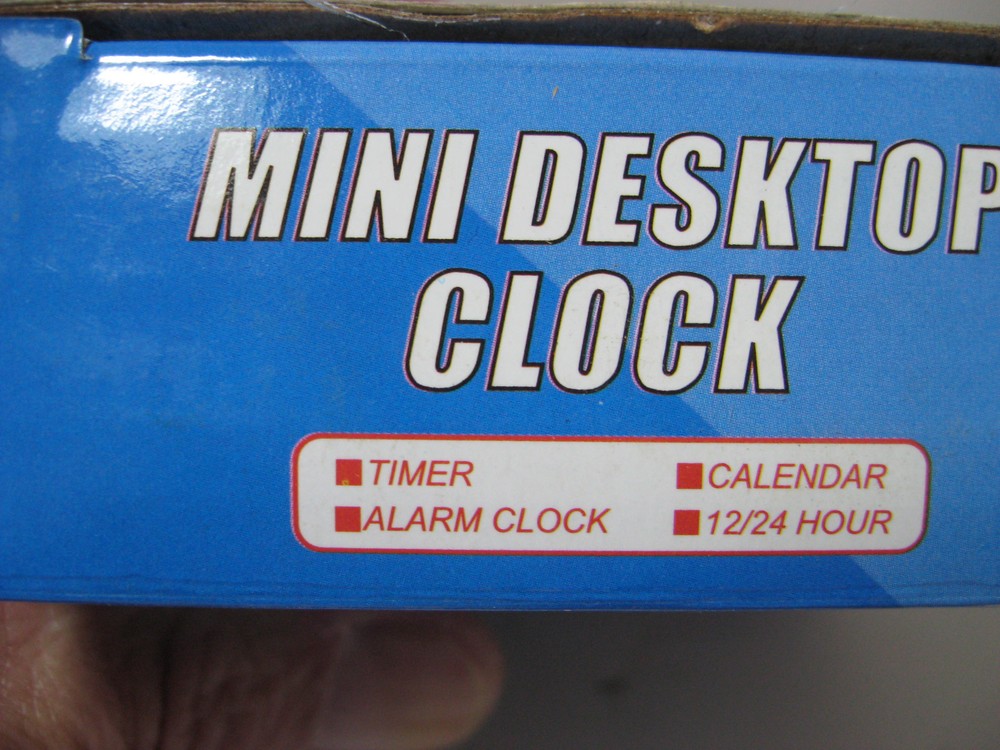 MINI DESKTOP
CLOCK
TIMER CALENDAR
ALARM CLOCK 12/24 HOUR